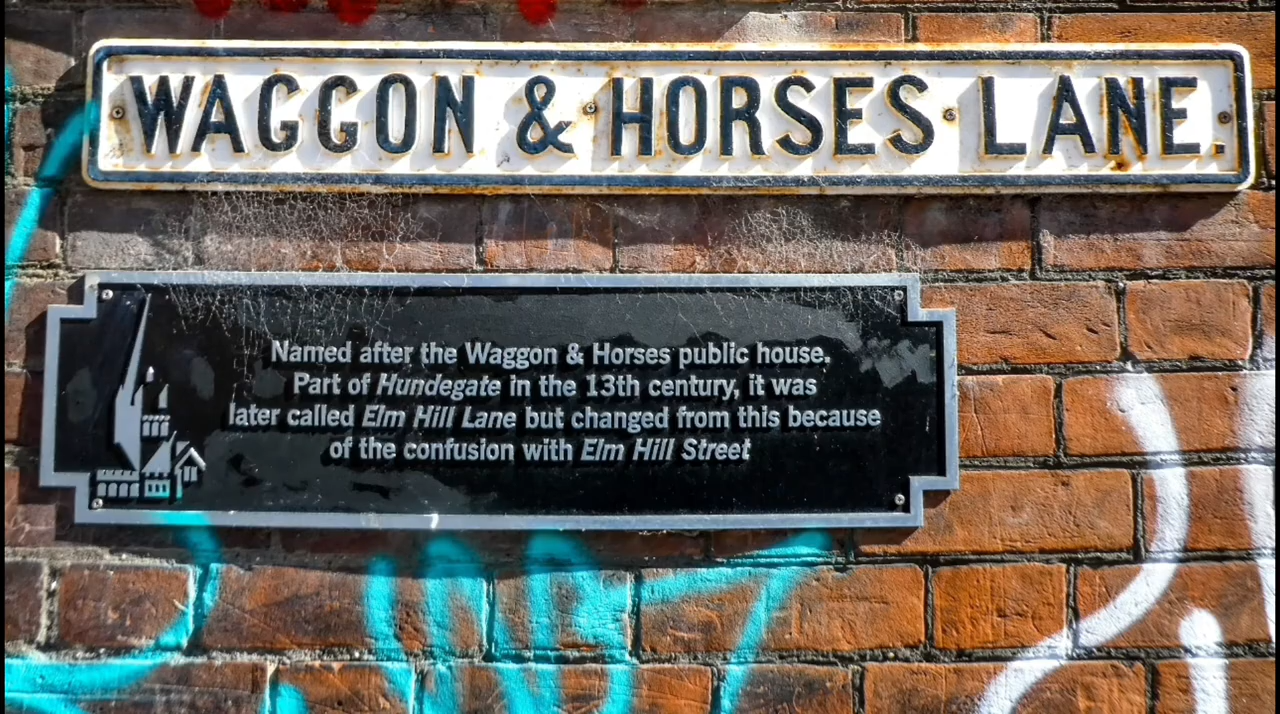 WAGGON & HORSES LANE.
Named after the Waggon & Horses public house.
Part of Hundegate in the 13th century, it was
later called Elm Hill Lane but changed from this because
of the confusion with Elm Hill Street